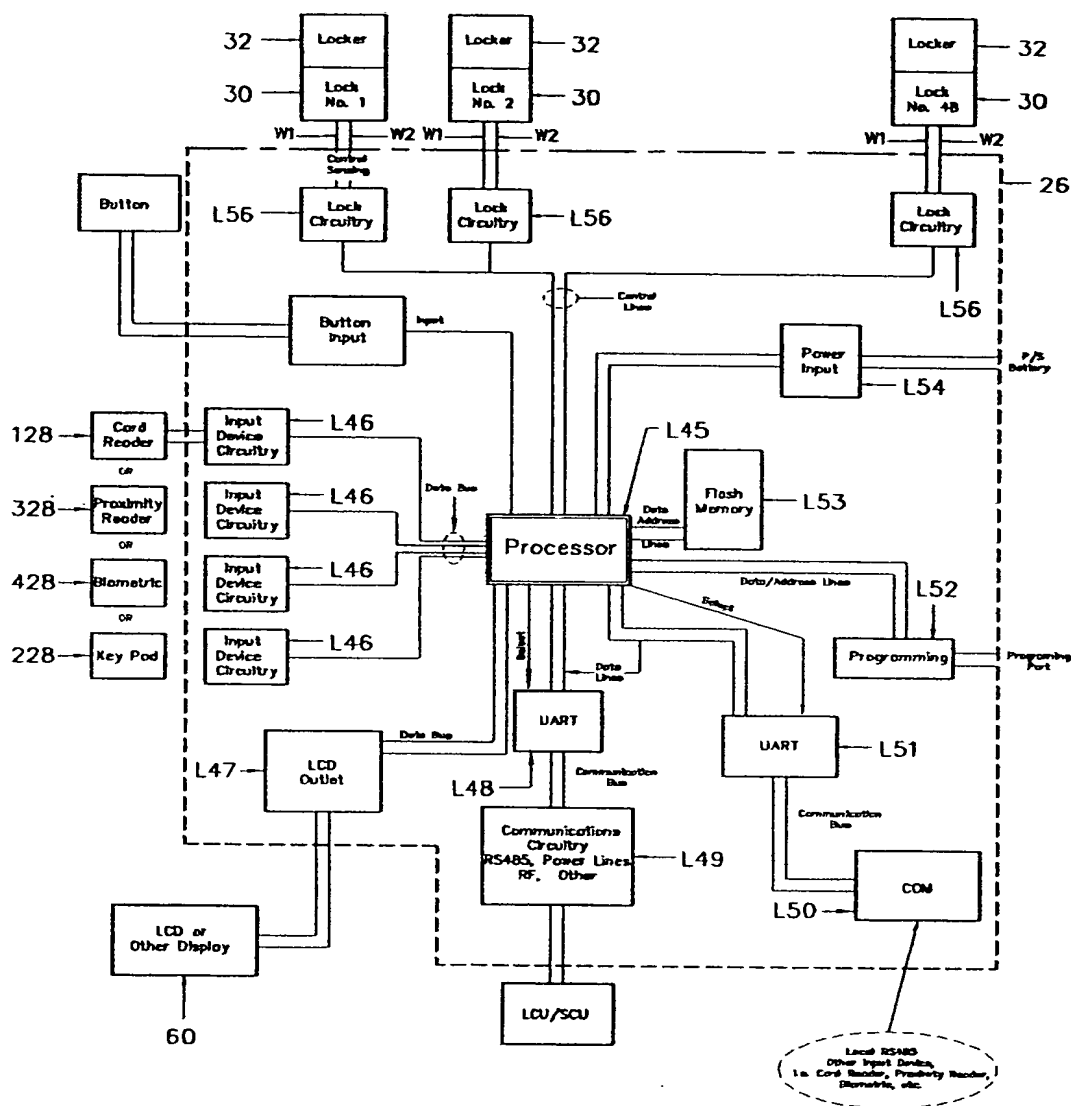 32
Locker
Lock
No. 1
30
W1
W2
Locker
Lock
No. 2
32
30
W1
W2
Locker
Lock
No. 48
32
30
W1
W2
26
Control
Sensing
Button
L56
Lock
Circuitry
Lock
Circuitry
L56
Lock
Circuitry
L56
Control
Lines
Button
Input
Input
Power
Input
L54
P/S
Battery
128
Card
Reader
OR
328
Proximity
Reader
OR
428
Biometric
OR
228
Key Pad
Input
Device
Circuitry
L46
Input
Device
Circuitry
L46
Input
Device
Circuitry
L46
Input
Device
Circuitry
L46
Data Bus
L45
Processor
Data
Address
Lines
Flash
Memory
L53
Data/Address Lines
L52
Programming
Programing
Port
Select
Select
Data
Lines
UART
L48
UART
L51
Data Bus
L47
LCD
Outlet
Communication
Bus
Communications
Circuitry
RS485, Power Lines
RF, Other
L49
Communication
Bus
COM
L50
LCD or
Other Display
60
LCU/SCU
Local RS485
Other Input Device,
i.e. Card Reader, Proximity Reader,
Biometric, etc.